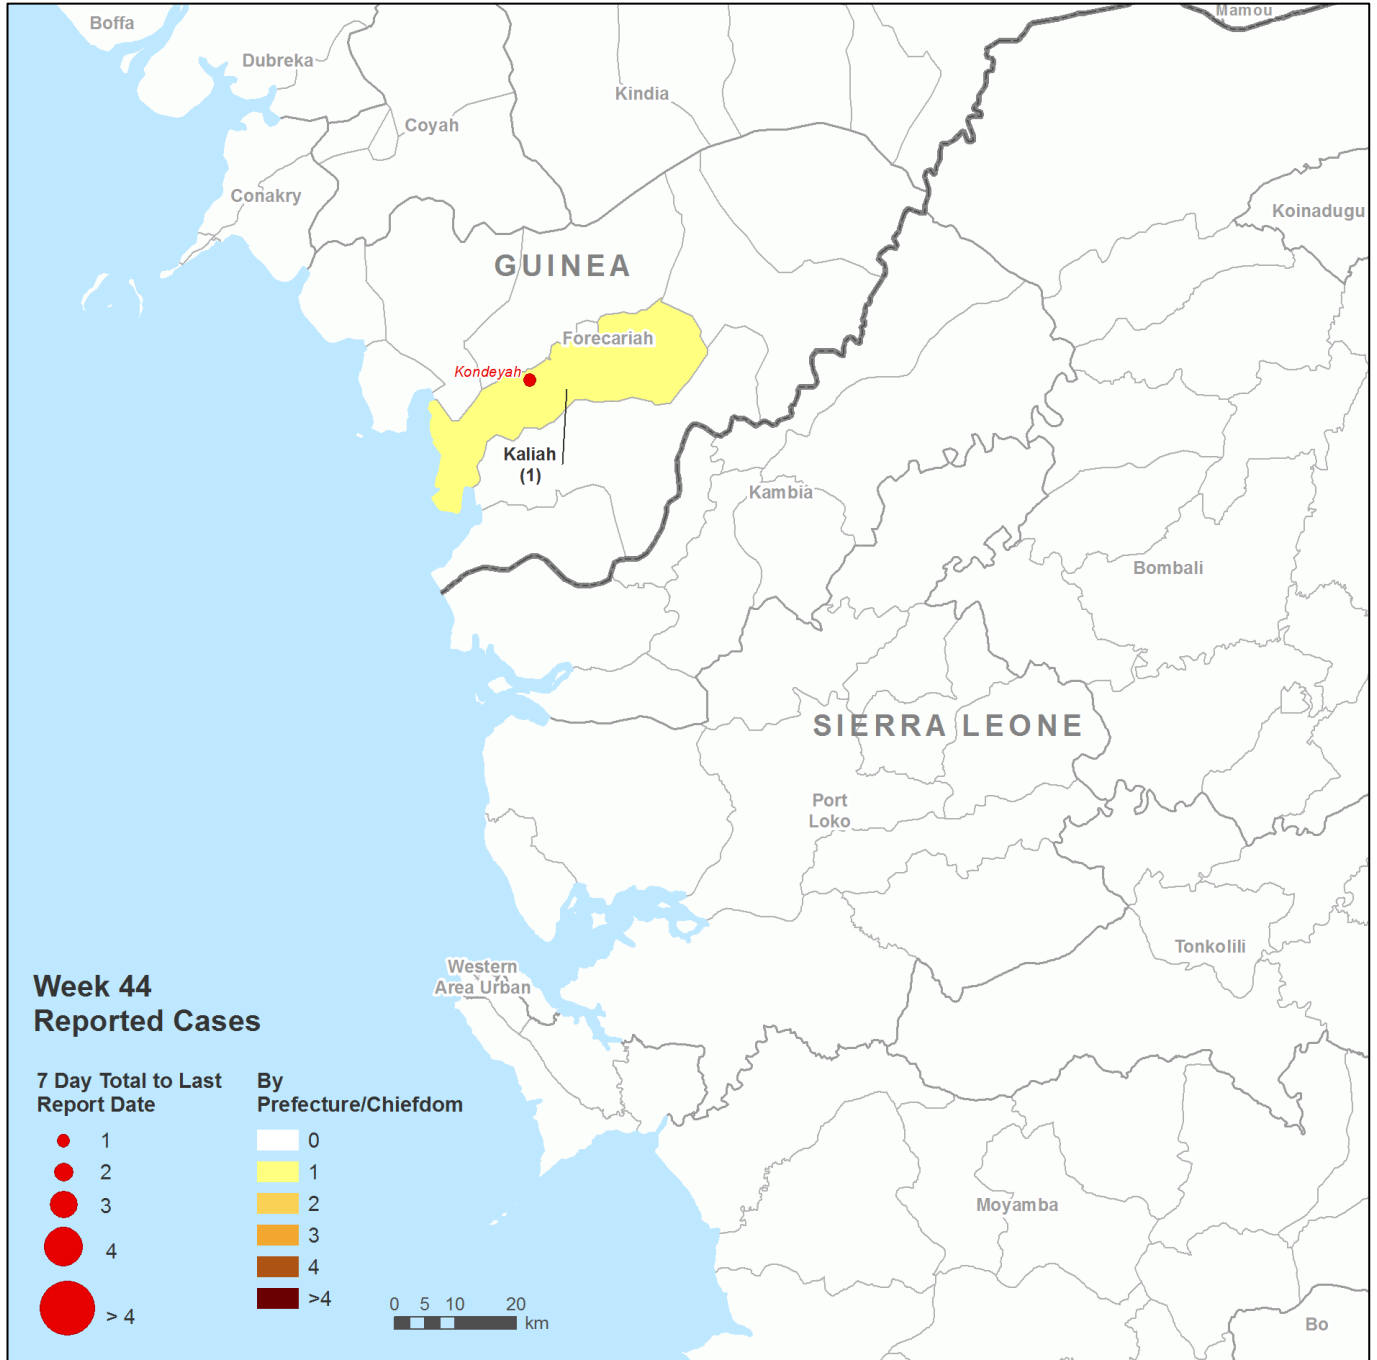 Boffa
Mamou
Dubreka
Kindia
Coyah
Conakry
Koinadugu
GUINEA
Forecariah
Kondeyah
Kaliah
(1)
Kambia
Bombali
SIERRA LEONE
Port
Loko
Tonkolili
Western
Area Urban
Moyamba
Bo
Week 44
Reported Cases
7 Day Total to Last
Report Date
1
2
3
4
> 4
By
Prefecture/Chiefdom
0
1
2
3
4
>4
0 5 10 20
km